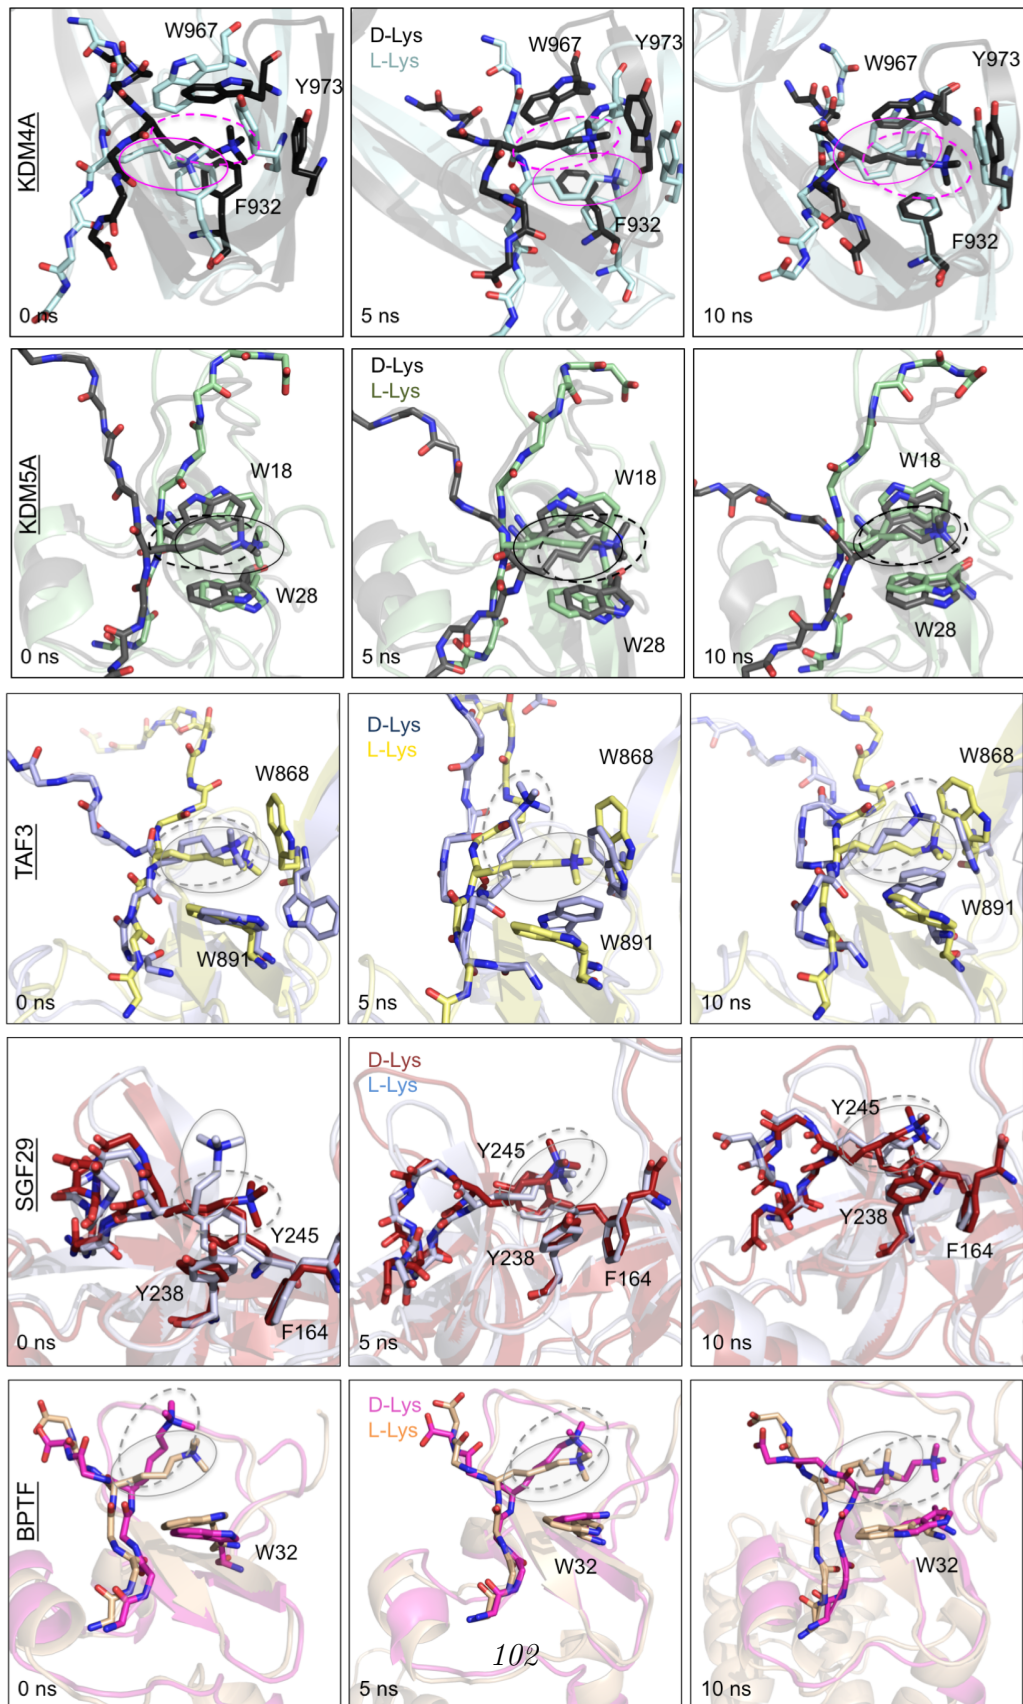 KDM4A
W967
Y973
F932
0 ns
D-Lys
L-Lys
W967
Y973
F932
5 ns
W967
Y973
F932
10 ns
KDM5A
W18
W28
0 ns
D-Lys
L-Lys
W18
W28
5 ns
W18
W28
10 ns
TAF3
W868
W891
0 ns
D-Lys
L-Lys
W868
W891
5 ns
W868
W891
10 ns
SGF29
Y245
Y238
F164
0 ns
D-Lys
L-Lys
Y245
Y238
F164
5 ns
Y245
Y238
F164
10 ns
BPTF
W32
0 ns
D-Lys
L-Lys
W32
5 ns
W32
10 ns
102